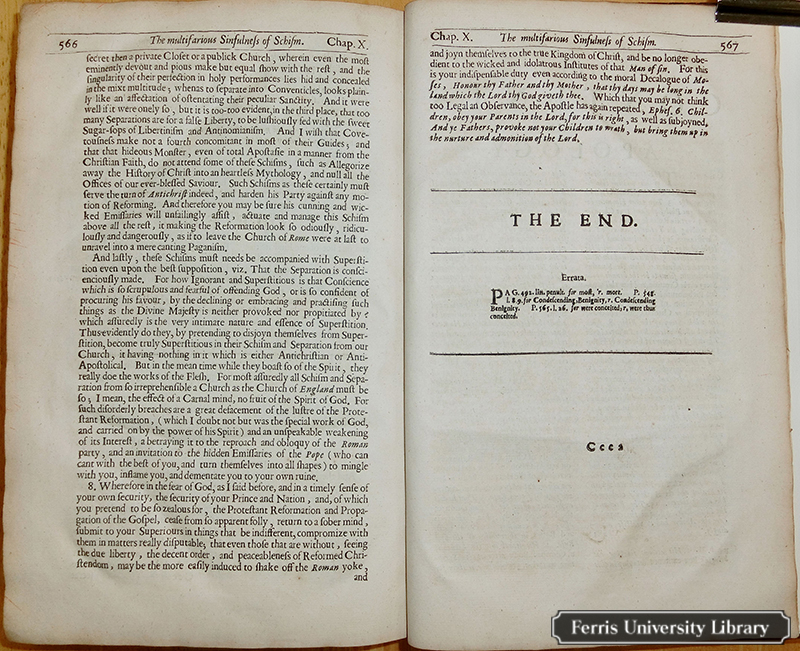 566 The multifarious Sinfulneſs of Schiſm. Chap. X.
ſecret then a private Cloſet or a publick Church, wherein even the moſt
eminently devout and pious make but equal ſhow with the reſt, and the
ſingularity of their perfection in holy performances lies hid and concealed
in the mixt multitude; whenas to ſeparate into Conventicles, looks plain-
ly like an affectation of oſtentating their peculiar Sanctity. And it were
well if it were onely ſo, but it is too-too evident, in the third place, that too
many Separations are for a falſe Liberty, to be luſhiouſly fed with the ſweet
Sugar-ſops of Libertiniſm and Antinomianiſm. And I wiſh that Cove-
touſneſs make not a fourth concomitant in moſt of their Guides; and
that that hideous Monſter, even of total Apoſtaſie in a manner from the
Chriſtian Faith, do not attend ſome of theſe Schiſms, ſuch as Allegorize
away the Hiſtory of Chriſt into an heartleſs Mythology, and null all the
Offices of our ever-bleſſed Saviour. Such Schiſms as theſe certainly muſt
ſerve the turn of Antichriſt indeed, and harden his Party againſt any mo-
tion of Reforming. And therefore you may be ſure his cunning and wic-
ked Emiſſaries will unfailingly aſſiſt, actuate and manage this Schiſm
above all the reſt, it making the Reformation look ſo odiouſly, ridicu-
louſly and dangerouſly, as if to leave the Church of Rome were at laſt to
unravel into a mere canting Paganiſm.
And laſtly, theſe Schiſms muſt needs be accompanied with Superſti-
tion even upon the beſt ſuppoſition, viz. That the Separation is conſci-
enciouſly made. For how Ignorant and Superſtitious is that Conſcience
which is ſo ſcrupulous and fearful of offending God, or is ſo confident of
procuring his favour, by the declining or embracing and practiſing ſuch
things as the Divine Majeſty is neither provoked nor propitiated by?
which aſſuredly is the very intimate nature and eſſence of Superſtition.
Thus evidently do they, by pretending to disjoyn themſelves from Super-
ſtition, become truly Superſtitious in their Schiſm and Separation from our
Church, it having nothing in it which is either Antichriſtian or Anti-
Apoſtolical. But in the mean time while they boaſt ſo of the Spirit, they
really doe the works of the Fleſh. For moſt aſſuredly all Schiſm and Sepa-
ration from ſo irreprehenſible a Church as the Church of England muſt be
ſo; I mean, the effect of a Carnal mind, no fruit of the Spirit of God. For
ſuch diſorderly breaches are a great defacement of the luſtre of the Prote-
ſtant Reformation, (which I doubt not but was the ſpecial work of God,
and carried on by the power of his Spirit) and an unſpeakable weakening
of its Intereſt, a betraying it to the reproach and obloquy of the Roman
party, and an invitation to the hidden Emiſſaries of the Pope (who can
cant with the beſt of you, and turn themſelves into all ſhapes) to mingle
with you, inflame you, and dementate you to your own ruine.
8. Wherefore in the fear of God, as I ſaid before, and in a timely ſenſe of
your own ſecurity, the ſecurity of your Prince and Nation, and, of which
you pretend to be ſo zealous for, the Proteſtant Reformation and Propa-
gation of the Goſpel, ceaſe from ſo apparent folly, return to a ſober mind,
ſubmit to your Superiours in things that be indifferent, compromize with
them in matters really diſputable; that even thoſe that are without, ſeeing
the due liberty, the decent order, and peaceableneſs of Reformed Chri-
ſtendom, may be the more eaſily induced to ſhake off the Roman yoke,
and
Chap. X. The multifarious Sinfulneſs of Schiſm. 567
and joyn themſelves to the true Kingdom of Chriſt, and be no longer obe-
dient to the wicked and idolatrous Inſtitutes of that Man of ſin. For this
is your indiſpenſable duty even according to the moral Decalogue of Mo-
ſes, Honour thy Father and thy Mother, that thy days may be long in the
land which the Lord thy God giveth thee. Which that you may not think
too Legal an Obſervance, the Apoſtle has again repeated, Epheſ. 6. Chil-
dren, obey your Parents in the Lord, for this is right, as well as ſubjoyned,
And ye Fathers, provoke not your Children to wrath, but bring them up in
the nurture and admonition of the Lord.
THE END.
Errata.
PAG. 492. lin. penult. for moſt, r. moet. P. 548.
l. 8, 9. for Condeſcending, Benignity, r. Condeſcending
Benignity. P. 565. l. 26. for were conceited; r. were thus
conceited.
Cccc2
Ferris University Library